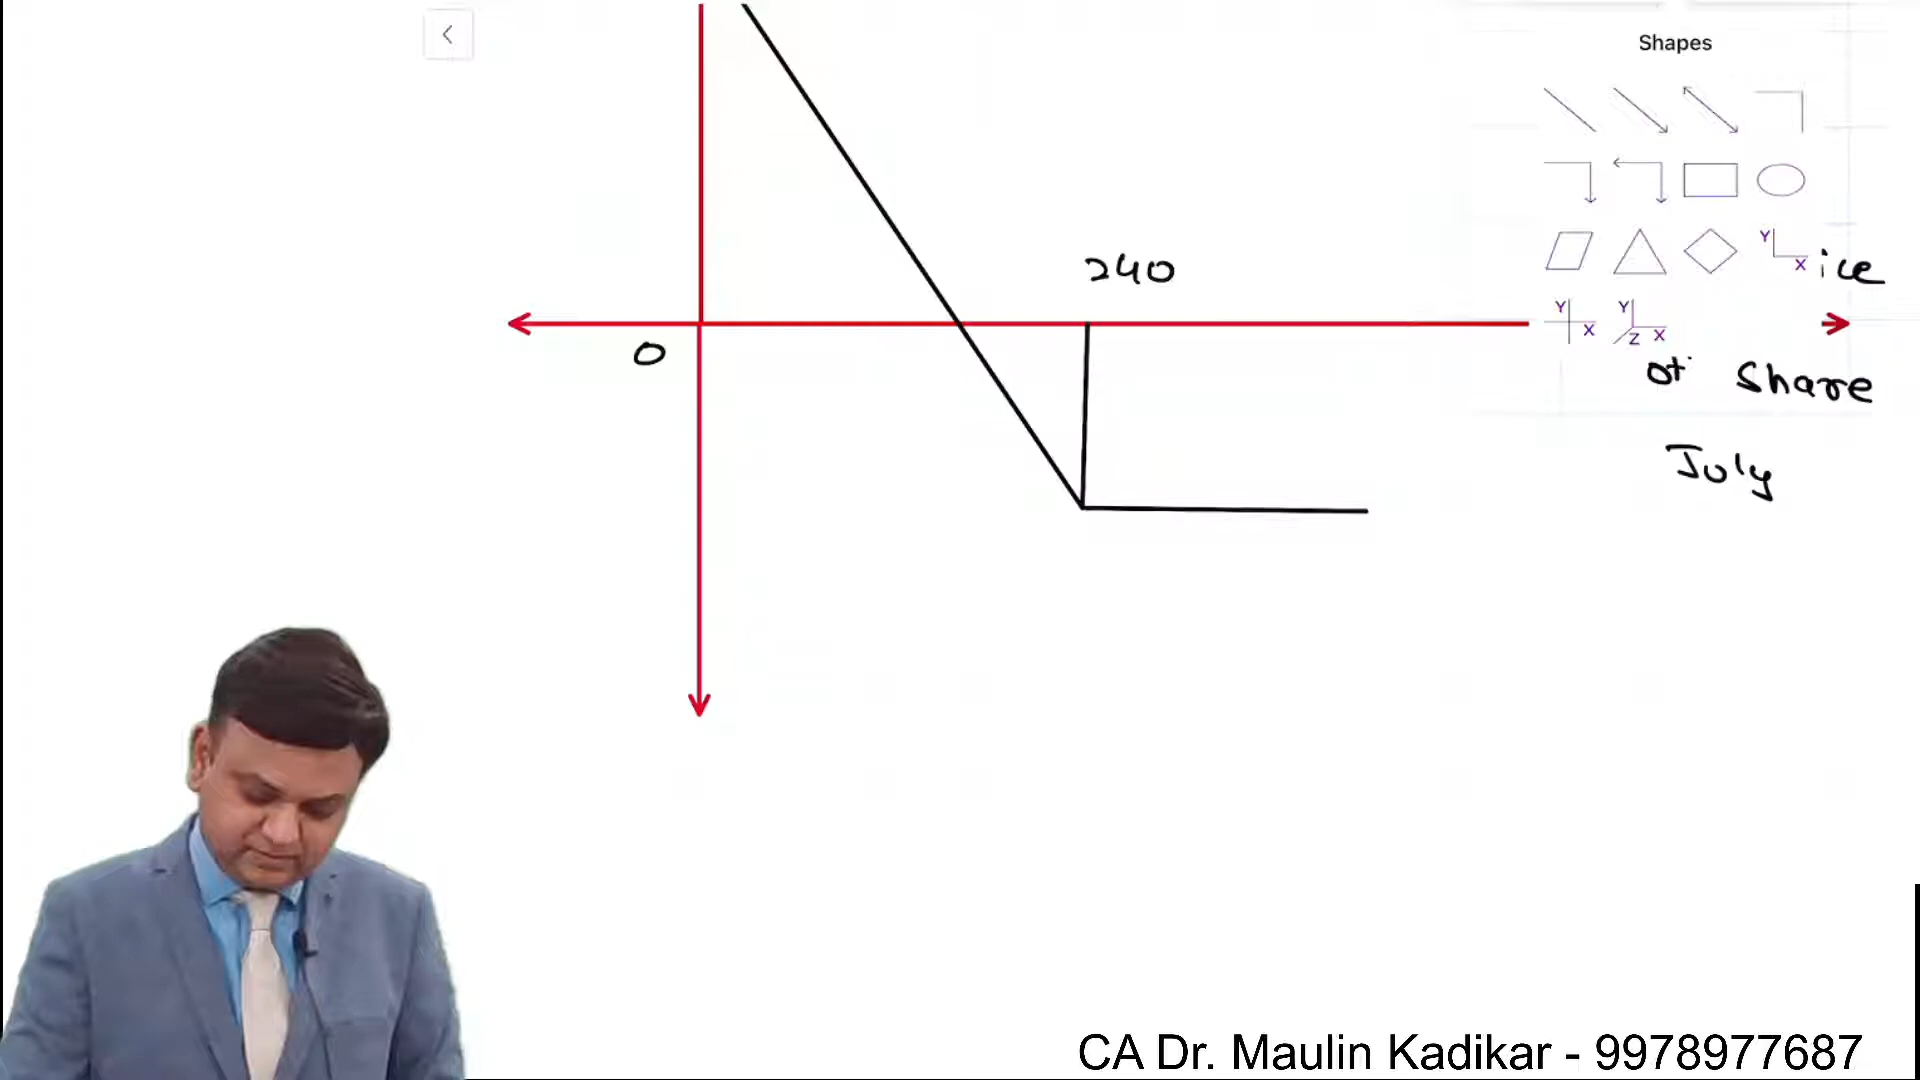 Shapes
240
Y
X ice
0
Y
X
Y
Z X
of Share
July
CA Dr. Maulin Kadikar - 9978977687